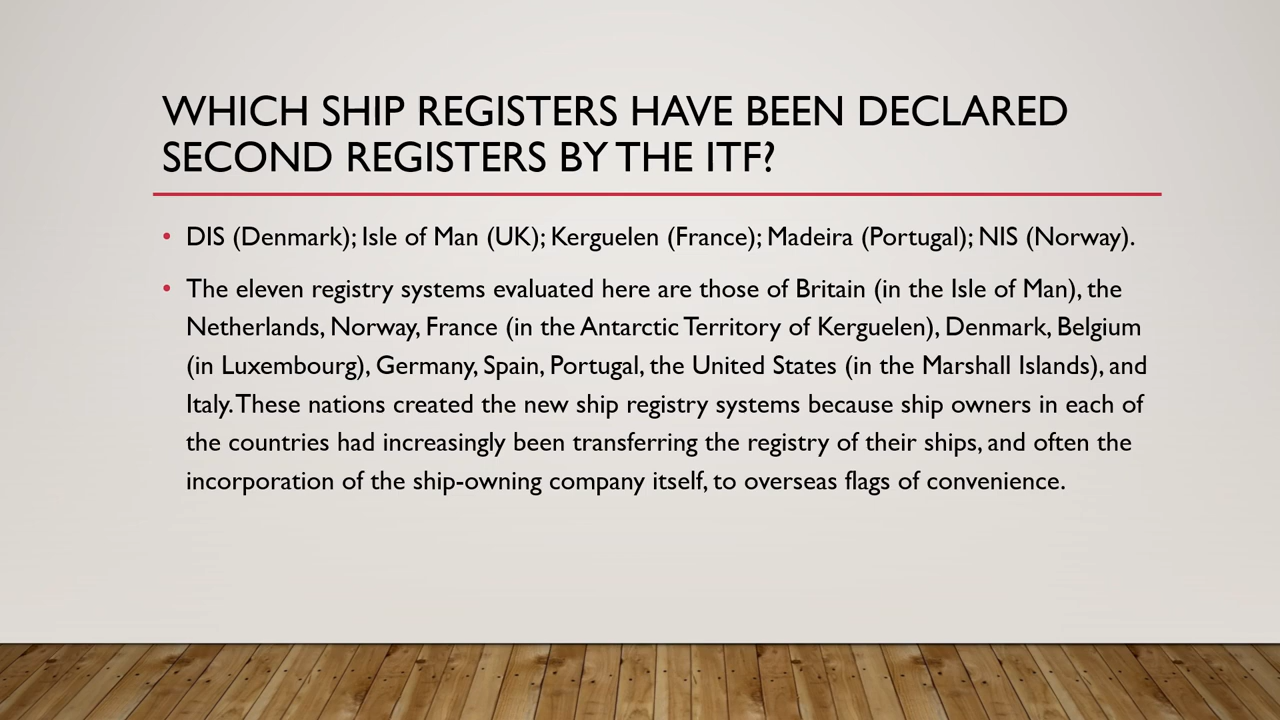 WHICH SHIP REGISTERS HAVE BEEN DECLARED
SECOND REGISTERS BY THE ITF?
• DIS (Denmark); Isle of Man (UK); Kerguelen (France); Madeira (Portugal); NIS (Norway).
• The eleven registry systems evaluated here are those of Britain (in the Isle of Man), the
Netherlands, Norway, France (in the Antarctic Territory of Kerguelen), Denmark, Belgium
(in Luxembourg), Germany, Spain, Portugal, the United States (in the Marshall Islands), and
Italy. These nations created the new ship registry systems because ship owners in each of
the countries had increasingly been transferring the registry of their ships, and often the
incorporation of the ship-owning company itself, to overseas flags of convenience.